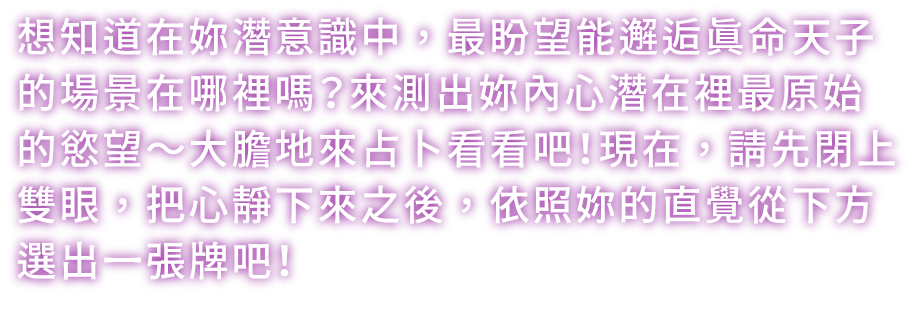 想知道在妳潛意識中，最盼望能邂逅眞命天子
的場景在哪裡嗎？來測出妳內心潛在裡最原始
的慾望～大膽地來占卜看看吧！現在，請先閉上
雙眼，把心靜下來之後，依照妳的直覺從下方
選出一張牌吧！